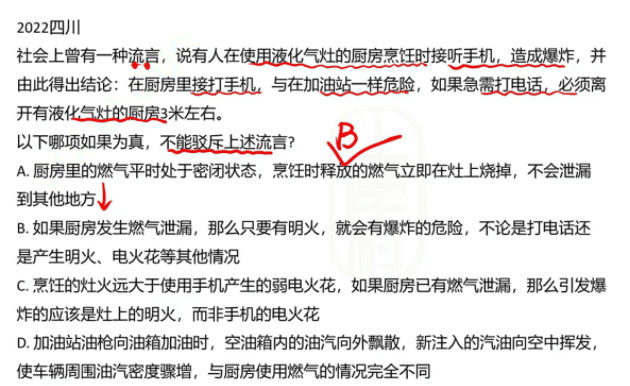 2022四川
社会上曾有一种流言，说有人在使用液化气灶的厨房烹饪时接听手机，造成爆炸，并
由此得出结论：在厨房里接打手机，与在加油站一样危险，如果急需打电话，必须离
开有液化气灶的厨房3米左右。
以下哪项如果为真，不能驳斥上述流言?
B
A. 厨房里的燃气平时处于密闭状态，烹饪时释放的燃气立即在灶上烧掉，不会泄漏
到其他地方
B. 如果厨房发生燃气泄漏，那么只要有明火，就会有爆炸的危险，不论是打电话还
是产生明火、电火花等其他情况
C. 烹饪的灶火远大于使用手机产生的弱电火花，如果厨房已有燃气泄漏，那么引发爆
炸的应该是灶上的明火，而非手机的电火花
D. 加油站油枪向油箱加油时，空油箱内的油汽向外飘散，新注入的汽油向空中挥发，
使车辆周围油汽密度骤增，与厨房使用燃气的情况完全不同